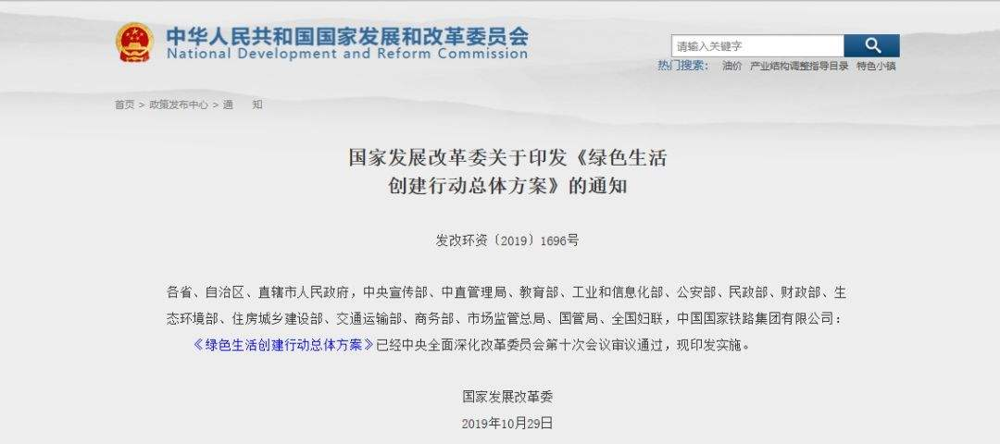 中华人民共和国国家发展和改革委员会
National Development and Reform Commission
请输入关键字
热门搜索： 油价 产业结构调整指导目录 特色小镇
首页 > 政策发布中心 > 通 知
国家发展改革委关于印发《绿色生活
创建行动总体方案》的通知
发改环资〔2019〕1696号
各省、自治区、直辖市人民政府，中央宣传部、中直管理局、教育部、工业和信息化部、公安部、民政部、财政部、生
态环境部、住房城乡建设部、交通运输部、商务部、市场监管总局、国管局、全国妇联，中国国家铁路集团有限公司：
《绿色生活创建行动总体方案》已经中央全面深化改革委员会第十次会议审议通过，现印发实施。
国家发展改革委
2019年10月29日